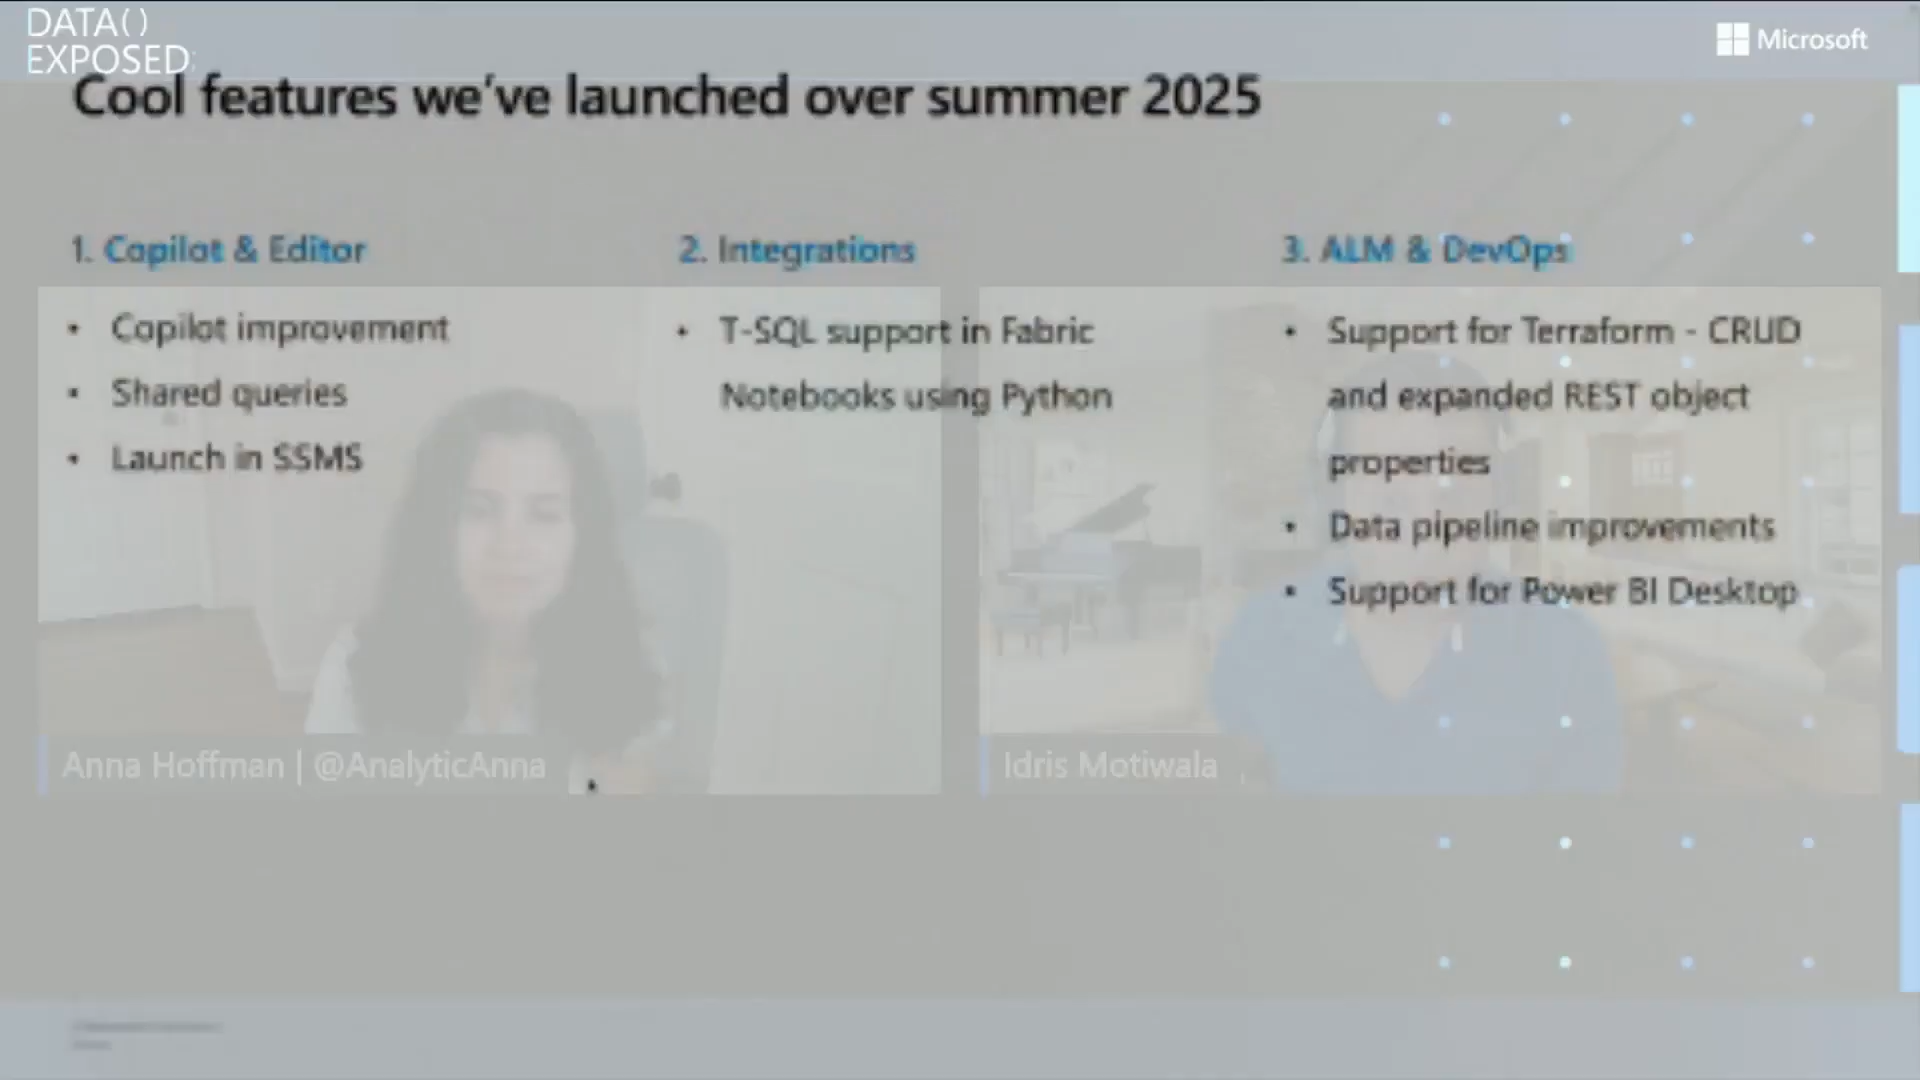 DATA()
EXPOSED;
Microsoft
Cool features we've launched over summer 2025
1. Copilot & Editor
• Copilot improvement
• Shared queries
• Launch in SSMS
2. Integrations
• T-SQL support in Fabric
Notebooks using Python
3. ALM & DevOps
• Support for Terraform - CRUD
and expanded REST object
properties
• Data pipeline improvements
• Support for Power BI Desktop
Anna Hoffman | @AnalyticAnna
Idris Motiwala